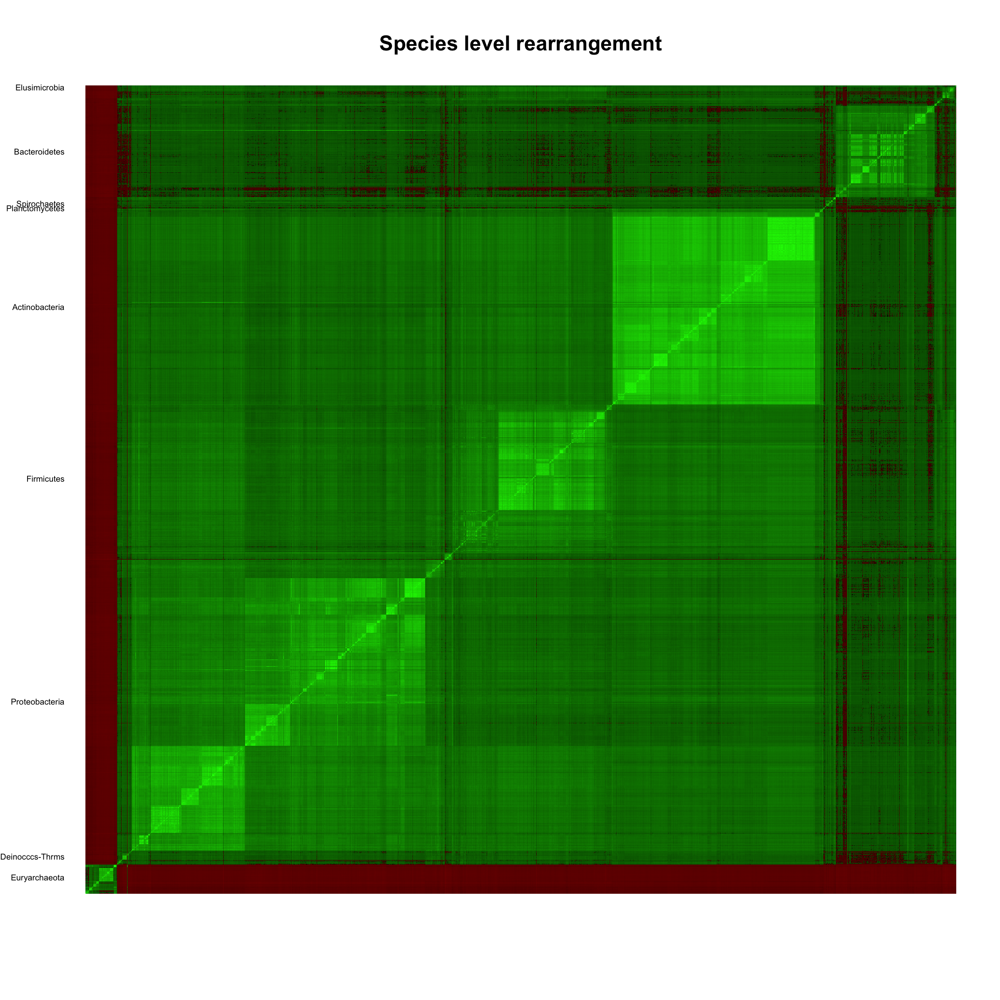 Species level rearrangement
Elusimicrobia
Bacteroidetes
Spirochaetes
Planctomycetes
Actinobacteria
Firmicutes
Proteobacteria
Deinocccs-Thrms
Euryarchaeota